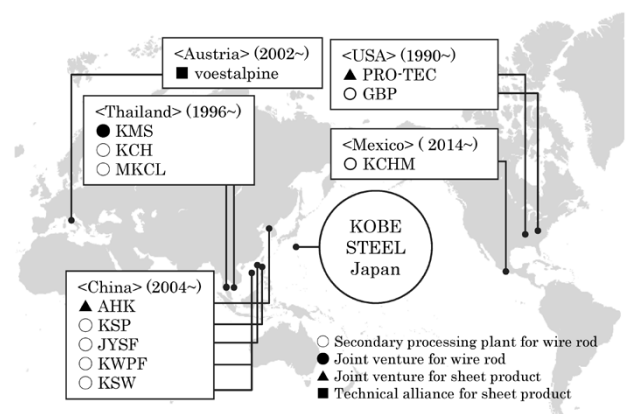 <Austria> (2002~)
■ voestalpine
<USA> (1990~)
▲ PRO-TEC
○ GBP
<Thailand> (1996~)
● KMS
○ KCH
○ MKCL
<Mexico> ( 2014~)
○ KCHM
KOBE
STEEL
Japan
<China> (2004~)
▲ AHK
○ KSP
○ JYSF
○ KWPF
○ KSW
○ Secondary processing plant for wire rod
● Joint venture for wire rod
▲ Joint venture for sheet product
■ Technical alliance for sheet product